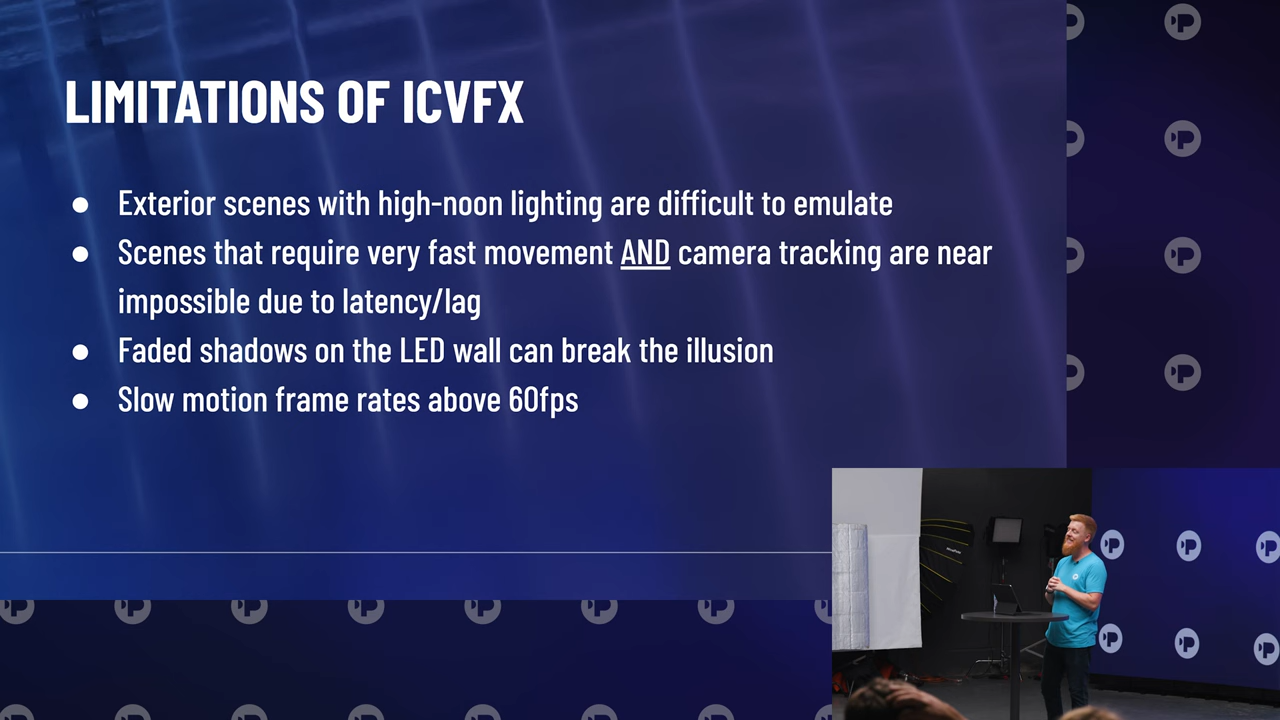 LIMITATIONS OF ICVFX
● Exterior scenes with high-noon lighting are difficult to emulate
● Scenes that require very fast movement AND camera tracking are near
impossible due to latency/lag
● Faded shadows on the LED wall can break the illusion
● Slow motion frame rates above 60fps